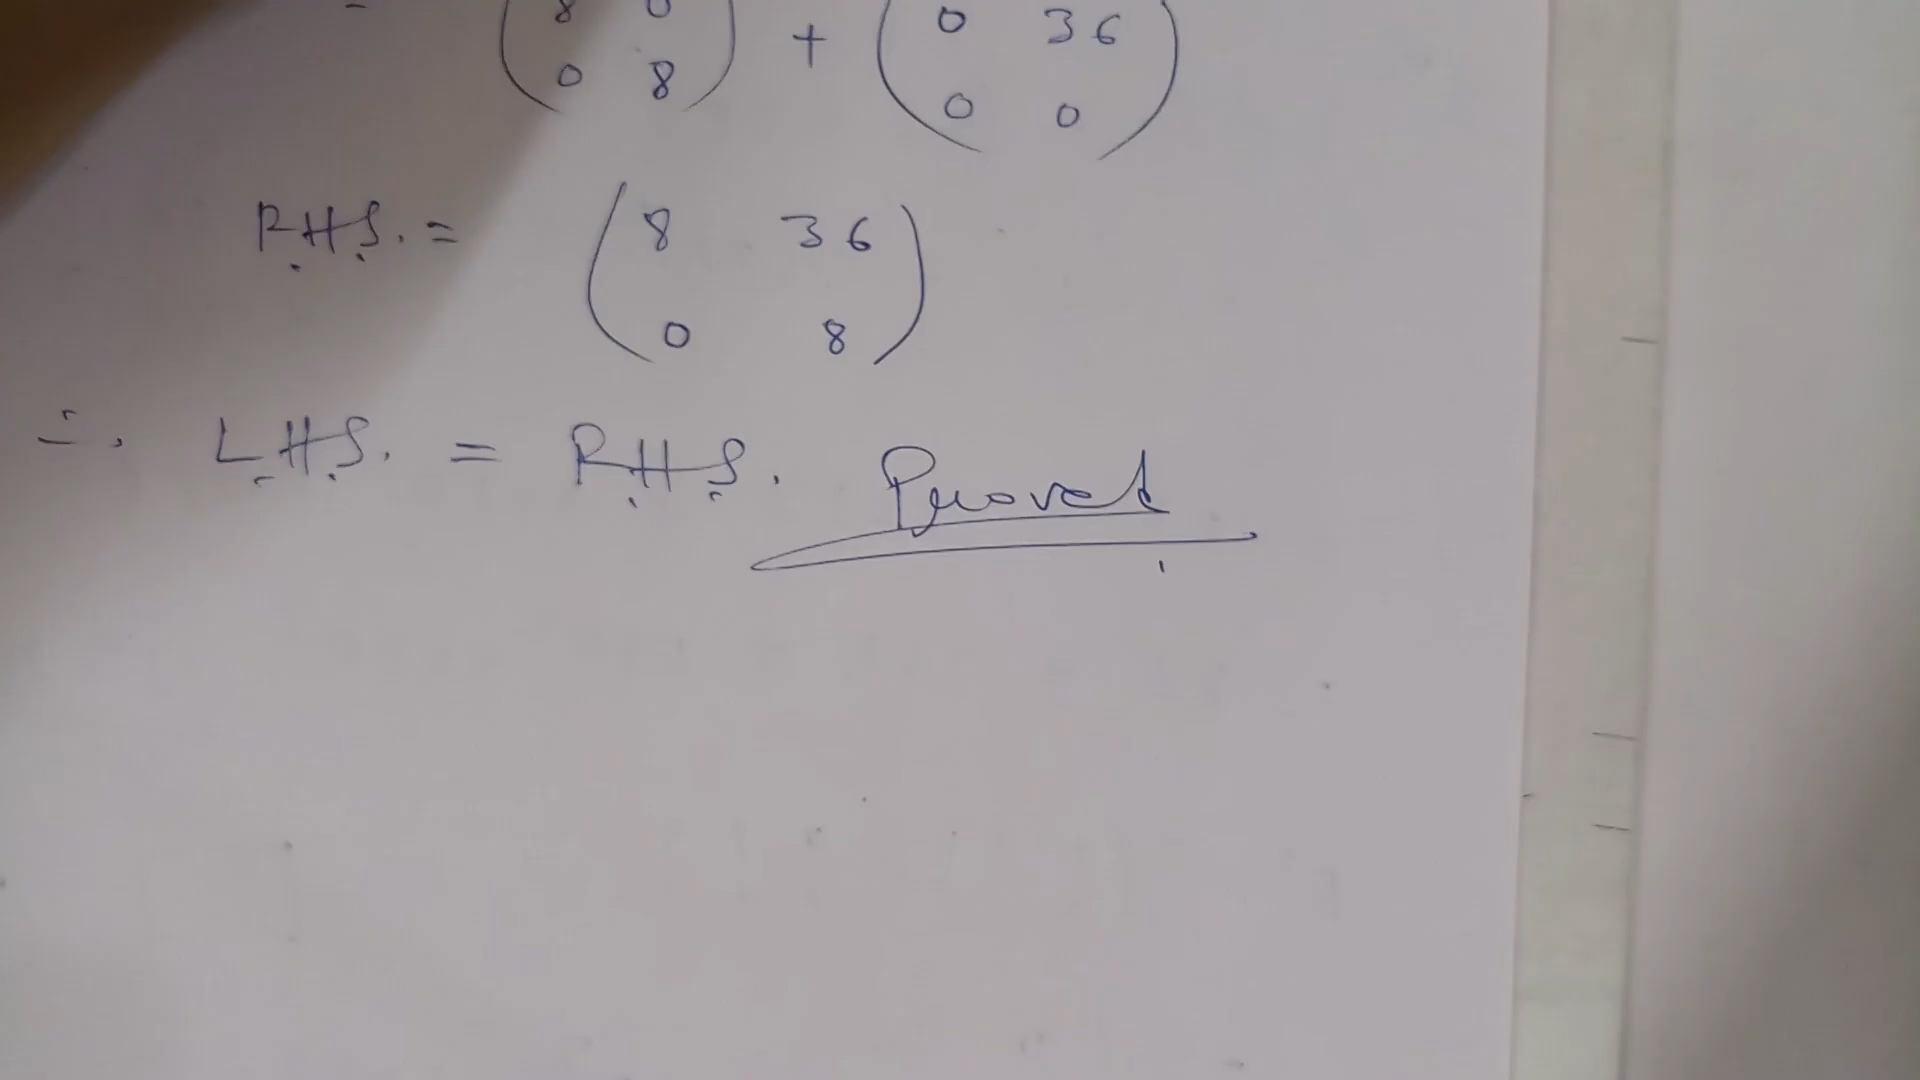 = ( 8 0 ) + ( 0 36 )
( 0 8 ) ( 0 0 )
R.H.S. = ( 8 36 )
( 0 8 )
∴ L.H.S. = R.H.S. Proved